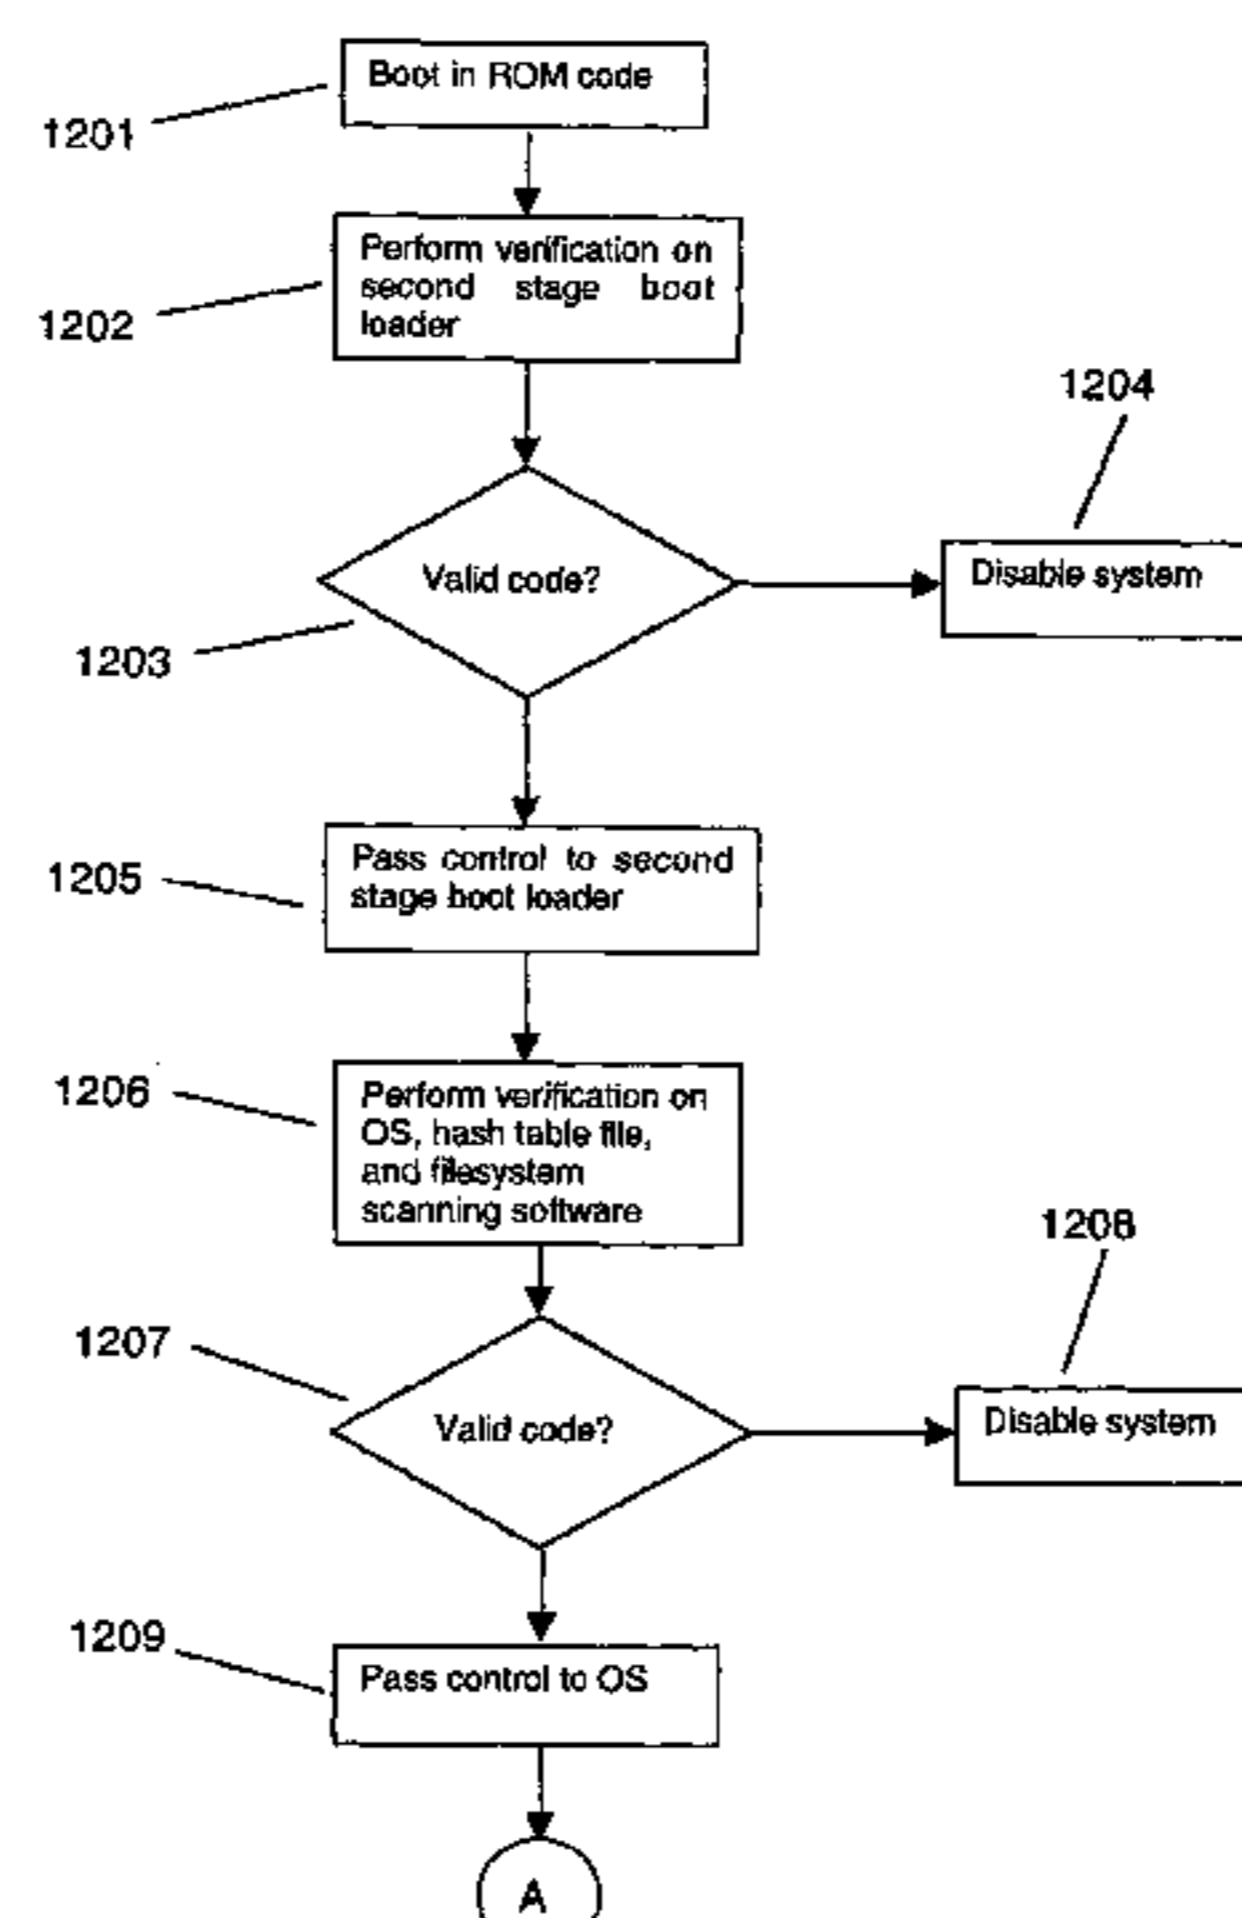 Boot in ROM code
1201
Perform verification on
second stage boot
loader
1202
1204
Valid code?
Disable system
1203
Pass control to second
stage boot loader
1205
1206
Perform verification on
OS, hash table file,
and filesystem
scanning software
1208
1207
Valid code?
Disable system
1209
Pass control to OS
A